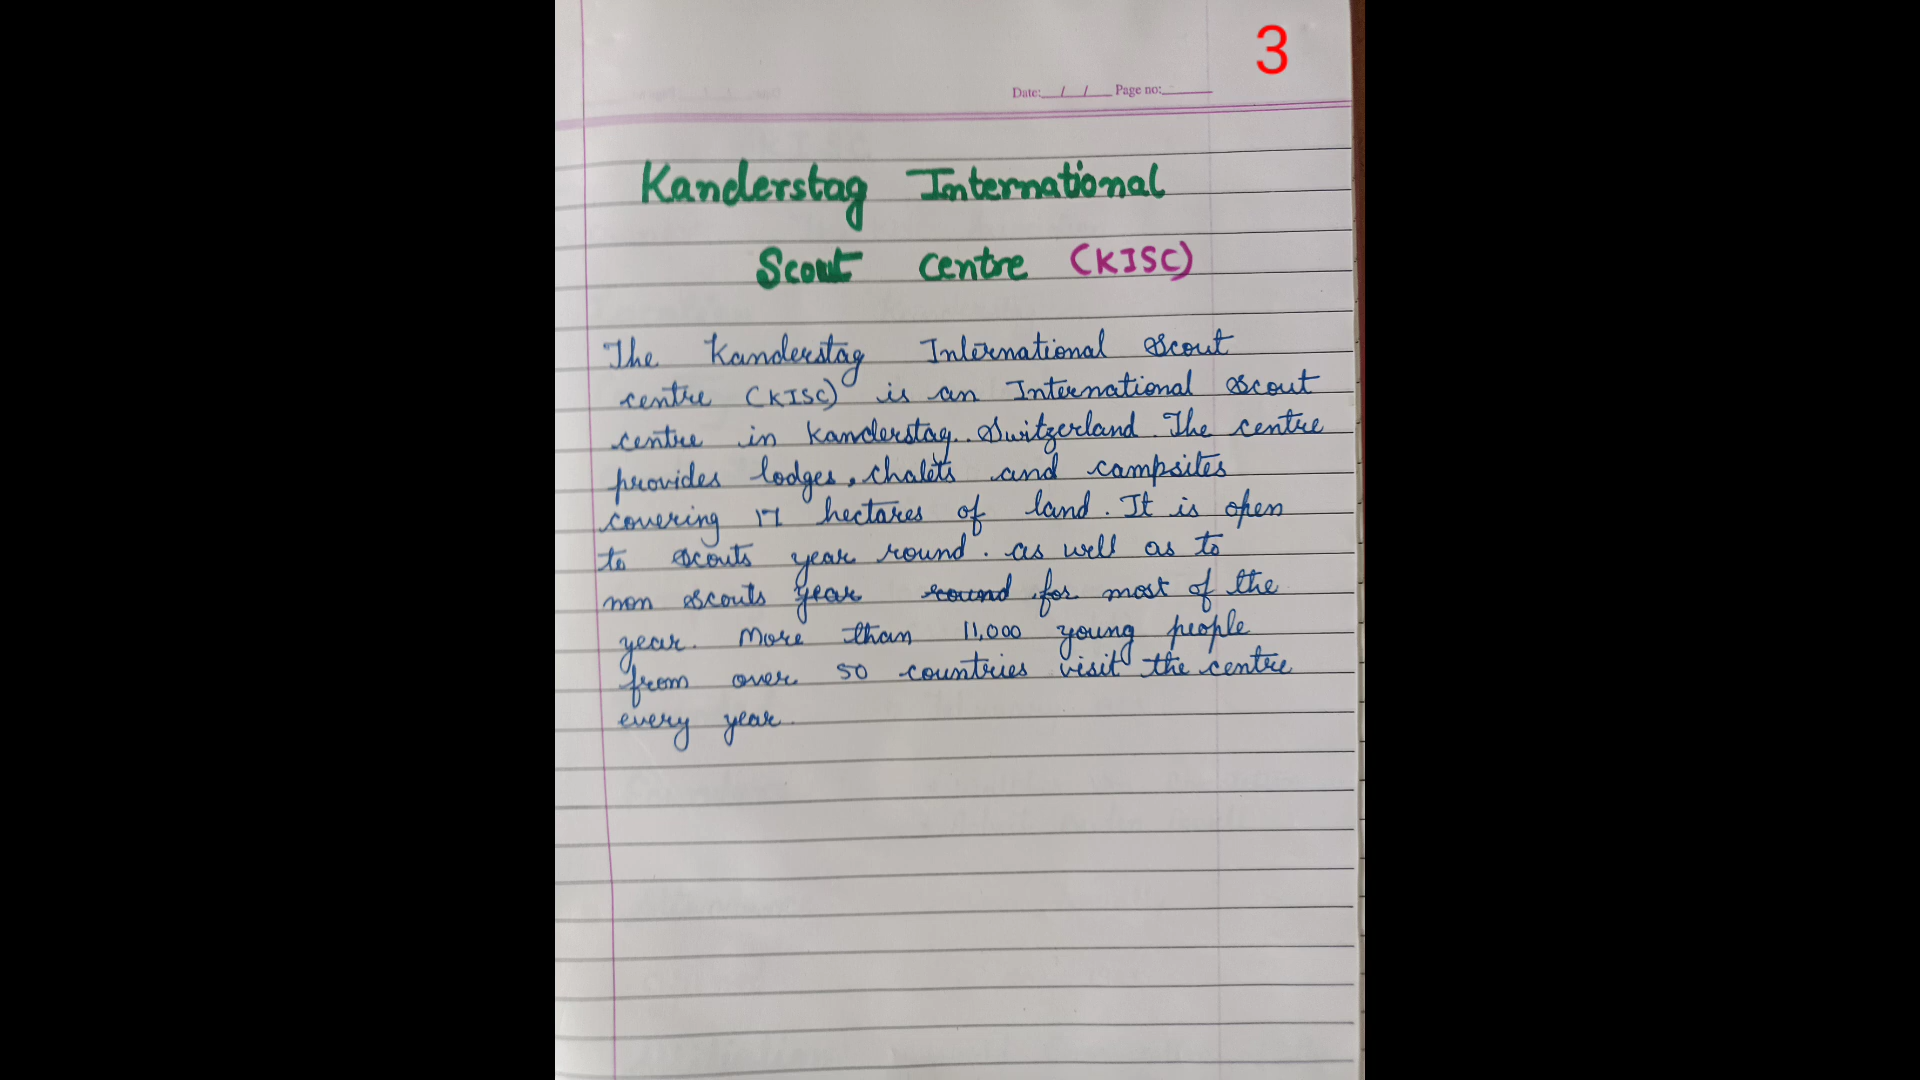 3
Date: / / Page no:
Kanderstag International
Scout centre (KISC)
The Kanderstag International Scout
centre (KISC) is an International Scout
centre in Kanderstag. Switzerland. The centre
provides lodges, chalets and campsites
covering 17 hectares of land. It is open
to scouts year round. as well as to
non scouts year round for most of the
year. More than 11,000 young people
from over 50 countries visit the centre
every year.